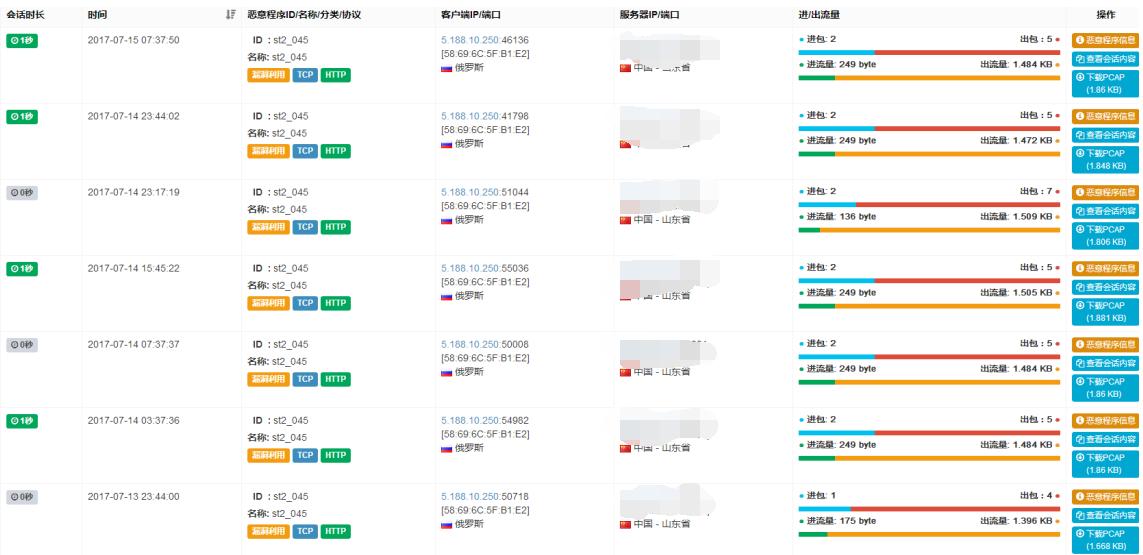 会话时长 时间 恶意程序ID/名称/分类/协议 客户端IP/端口 服务器IP/端口 进/出流量 操作
1秒 2017-07-15 07:37:50 ID : st2_045 5.188.10.250:46136 进包: 2 出包: 5 恶意程序信息
名称: st2_045 [58:69:6C:5F:B1:E2] 查看会话内容
漏洞利用 TCP HTTP 俄罗斯 中国 - 山东省 进流量: 249 byte 出流量: 1.484 KB 下载PCAP
(1.86 KB)
1秒 2017-07-14 23:44:02 ID : st2_045 5.188.10.250:41798 进包: 2 出包: 5 恶意程序信息
名称: st2_045 [58:69:6C:5F:B1:E2] 查看会话内容
漏洞利用 TCP HTTP 俄罗斯 进流量: 249 byte 出流量: 1.472 KB 下载PCAP
(1.848 KB)
0秒 2017-07-14 23:17:19 ID : st2_045 5.188.10.250:51044 进包: 2 出包: 7 恶意程序信息
名称: st2_045 [58:69:6C:5F:B1:E2] 查看会话内容
漏洞利用 TCP HTTP 俄罗斯 中国 - 山东省 进流量: 136 byte 出流量: 1.509 KB 下载PCAP
(1.806 KB)
1秒 2017-07-14 15:45:22 ID : st2_045 5.188.10.250:55036 进包: 2 出包: 5 恶意程序信息
名称: st2_045 [58:69:6C:5F:B1:E2] 查看会话内容
漏洞利用 TCP HTTP 俄罗斯 中国 - 山东省 进流量: 249 byte 出流量: 1.505 KB 下载PCAP
(1.881 KB)
0秒 2017-07-14 07:37:37 ID : st2_045 5.188.10.250:50008 进包: 2 出包: 5 恶意程序信息
名称: st2_045 [58:69:6C:5F:B1:E2] 查看会话内容
漏洞利用 TCP HTTP 俄罗斯 中国 - 山东省 进流量: 249 byte 出流量: 1.484 KB 下载PCAP
(1.86 KB)
1秒 2017-07-14 03:37:36 ID : st2_045 5.188.10.250:54982 进包: 2 出包: 5 恶意程序信息
名称: st2_045 [58:69:6C:5F:B1:E2] 查看会话内容
漏洞利用 TCP HTTP 俄罗斯 中国 - 山东省 进流量: 249 byte 出流量: 1.484 KB 下载PCAP
(1.86 KB)
0秒 2017-07-13 23:44:00 ID : st2_045 5.188.10.250:50718 进包: 1 出包: 4 恶意程序信息
名称: st2_045 [58:69:6C:5F:B1:E2] 查看会话内容
漏洞利用 TCP HTTP 俄罗斯 中国 - 山东省 进流量: 175 byte 出流量: 1.396 KB 下载PCAP
(1.668 KB)